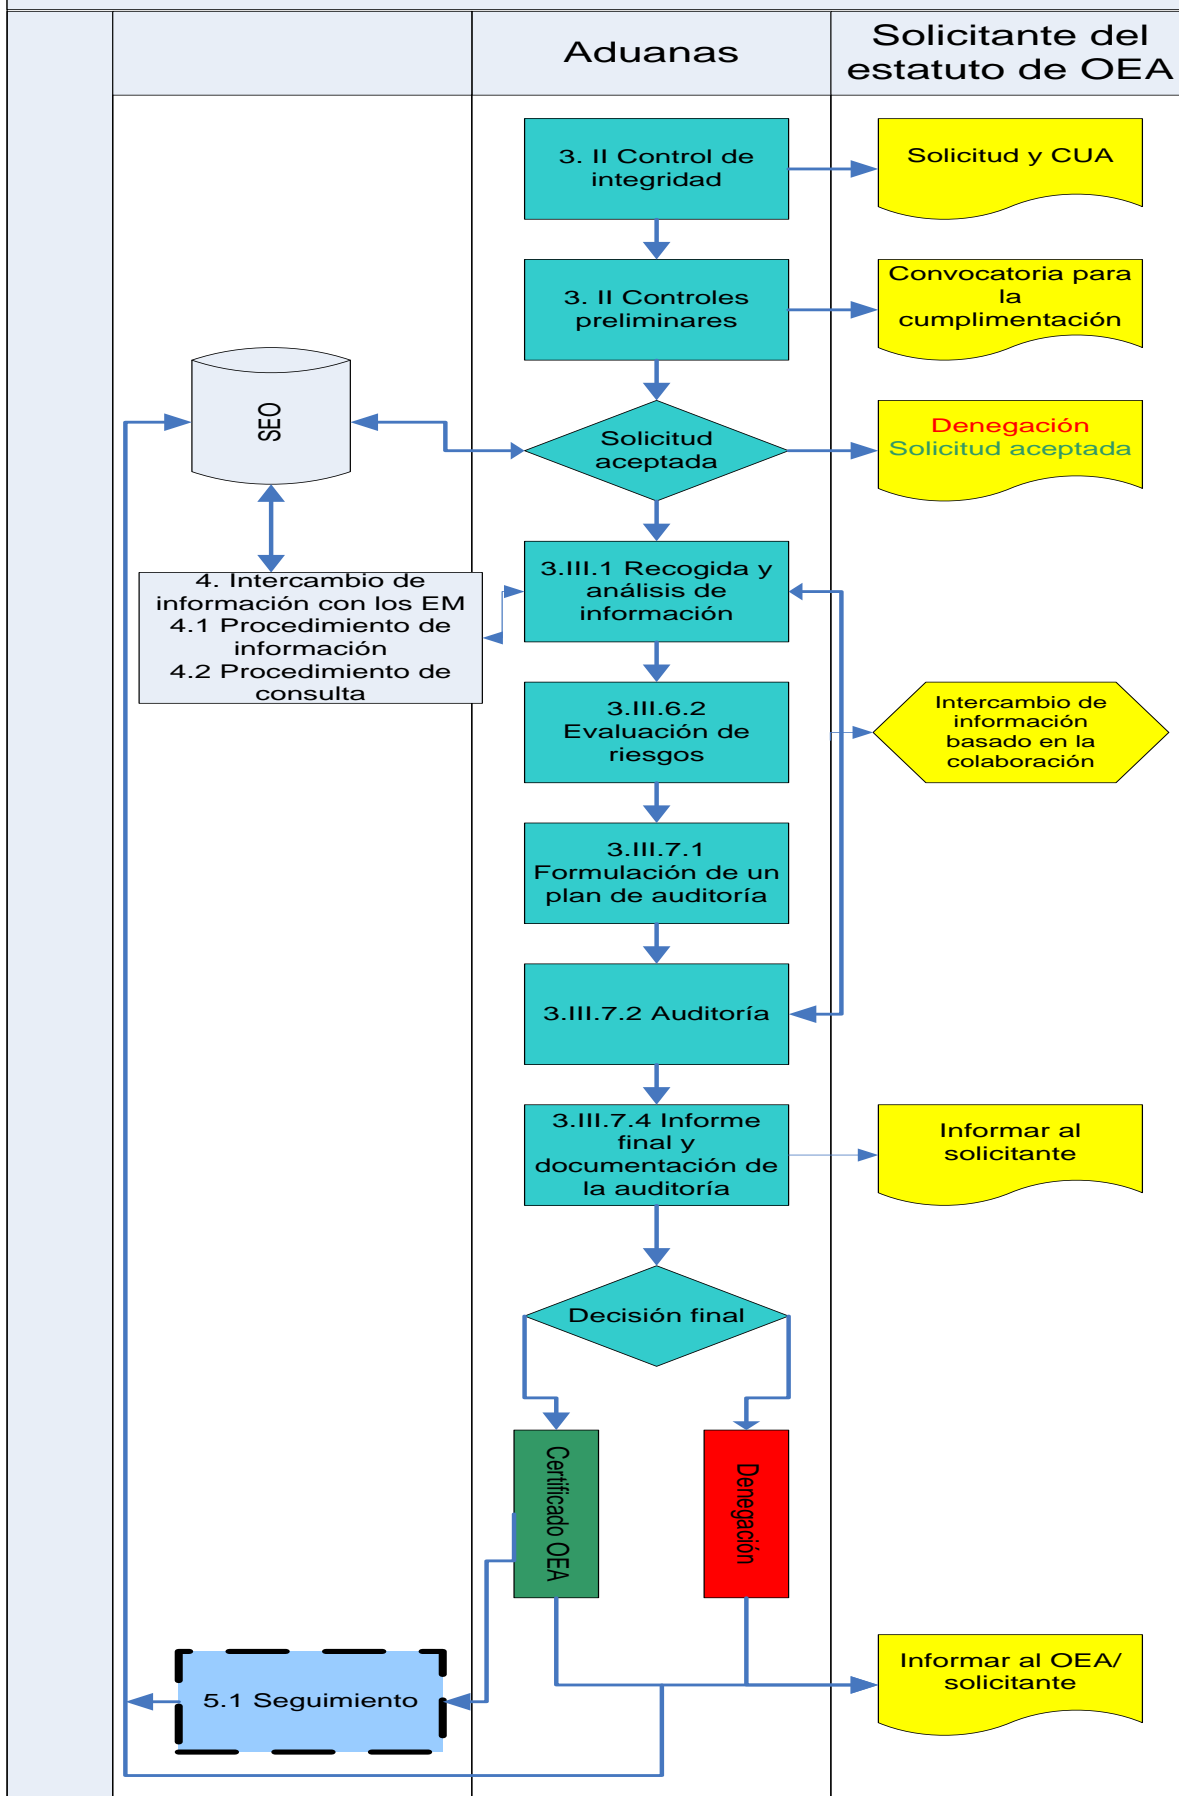 Aduanas
Solicitante del
estatuto de OEA
3. II Control de
integridad
Solicitud y CUA
3. II Controles
preliminares
Convocatoria para
la
cumplimentación
SEO
Solicitud
aceptada
Denegación
Solicitud aceptada
4. Intercambio de
información con los EM
4.1 Procedimiento de
información
4.2 Procedimiento de
consulta
3.III.1 Recogida y
análisis de
información
3.III.6.2
Evaluación de
riesgos
Intercambio de
información
basado en la
colaboración
3.III.7.1
Formulación de un
plan de auditoría
3.III.7.2 Auditoría
3.III.7.4 Informe
final y
documentación de
la auditoría
Informar al
solicitante
Decisión final
Certificado OEA
Denegación
5.1 Seguimiento
Informar al OEA/
solicitante